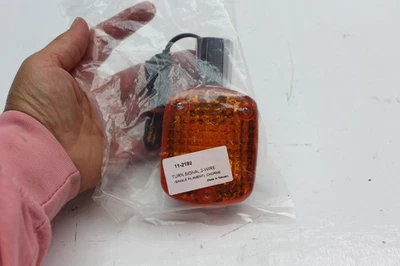 11-2192
TURN SIGNAL 2-WIRE
(SINGLE FILAMENT) CHROME
Made in Taiwan